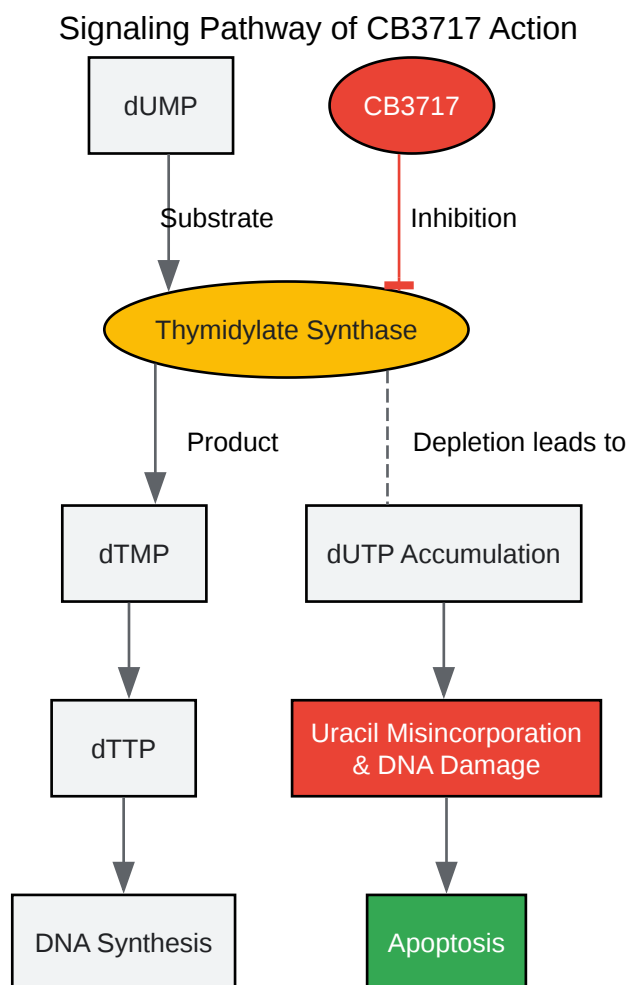 Signaling Pathway of CB3717 Action
dUMP
CB3717
Substrate
Inhibition
Thymidylate Synthase
Product
Depletion leads to
dTMP
dUTP Accumulation
dTTP
Uracil Misincorporation
& DNA Damage
DNA Synthesis
Apoptosis